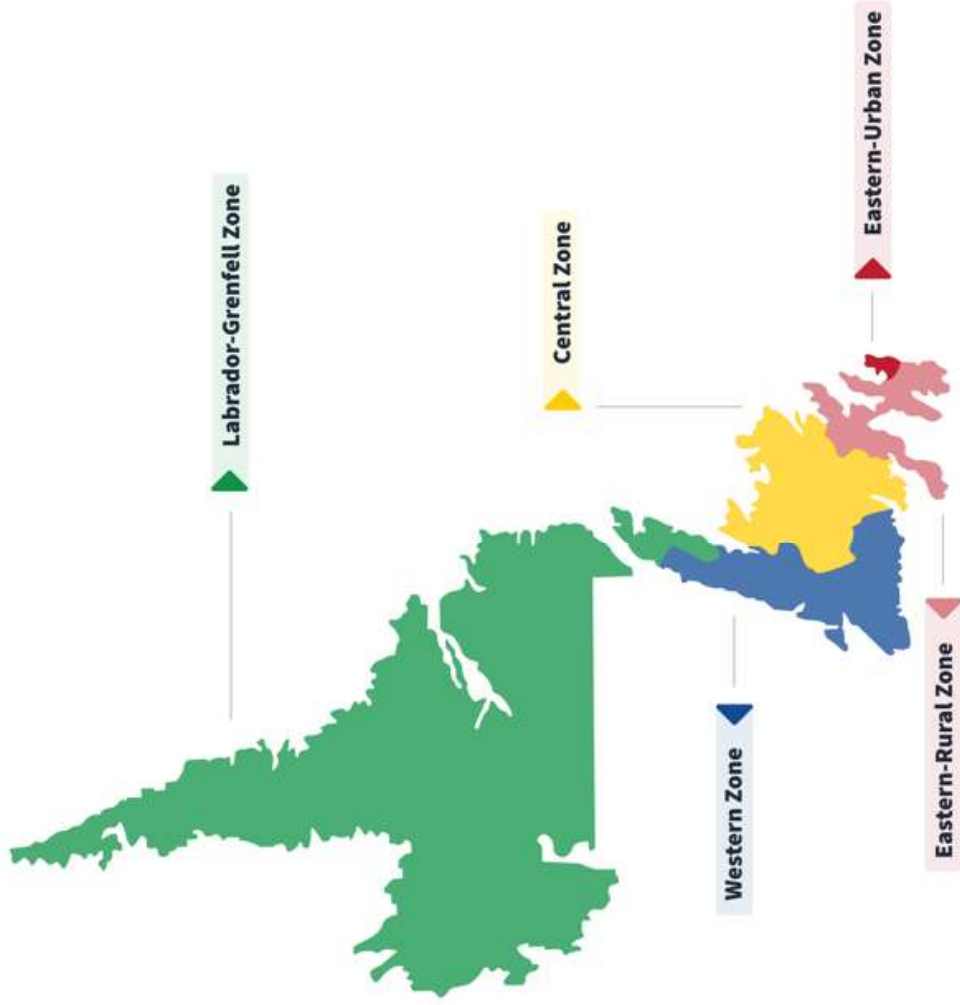 Labrador-Grenfell Zone
Central Zone
Western Zone
Eastern-Urban Zone
Eastern-Rural Zone